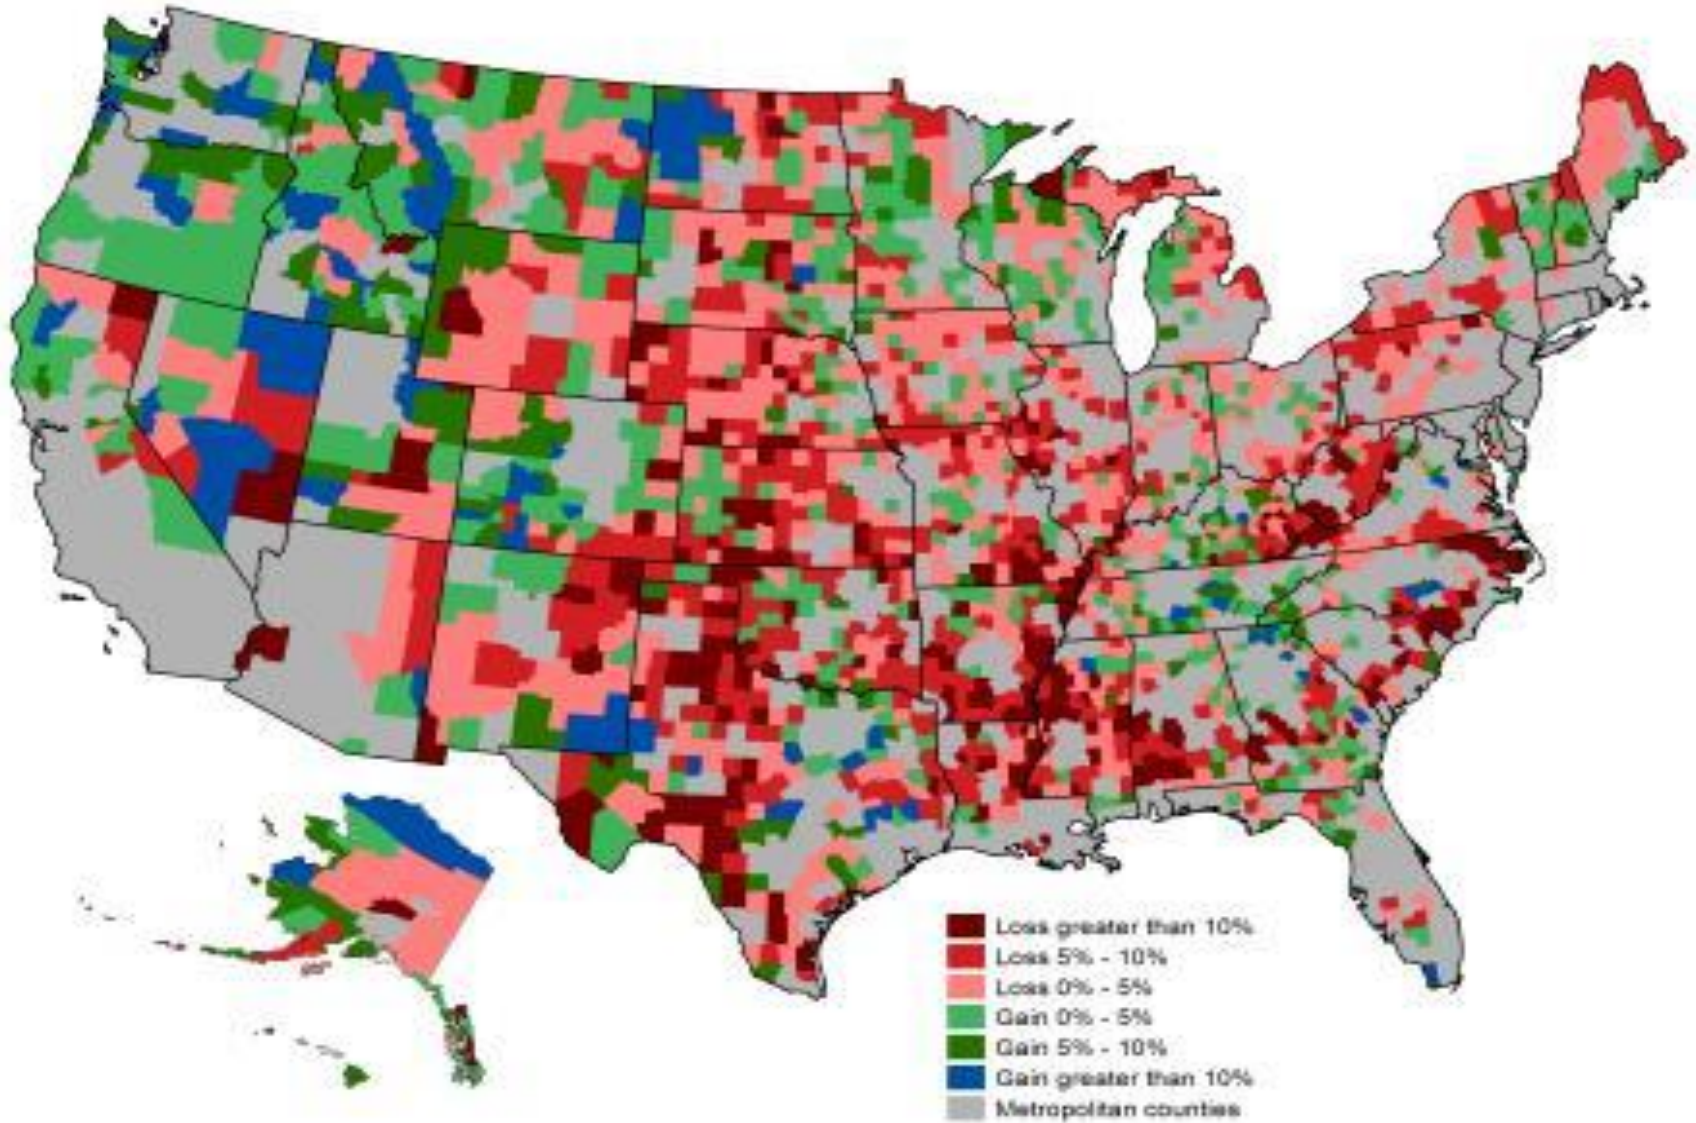 Loss greater than 10%
Loss 5% - 10%
Loss 0% - 5%
Gain 0% - 5%
Gain 5% - 10%
Gain greater than 10%
Metropolitan counties